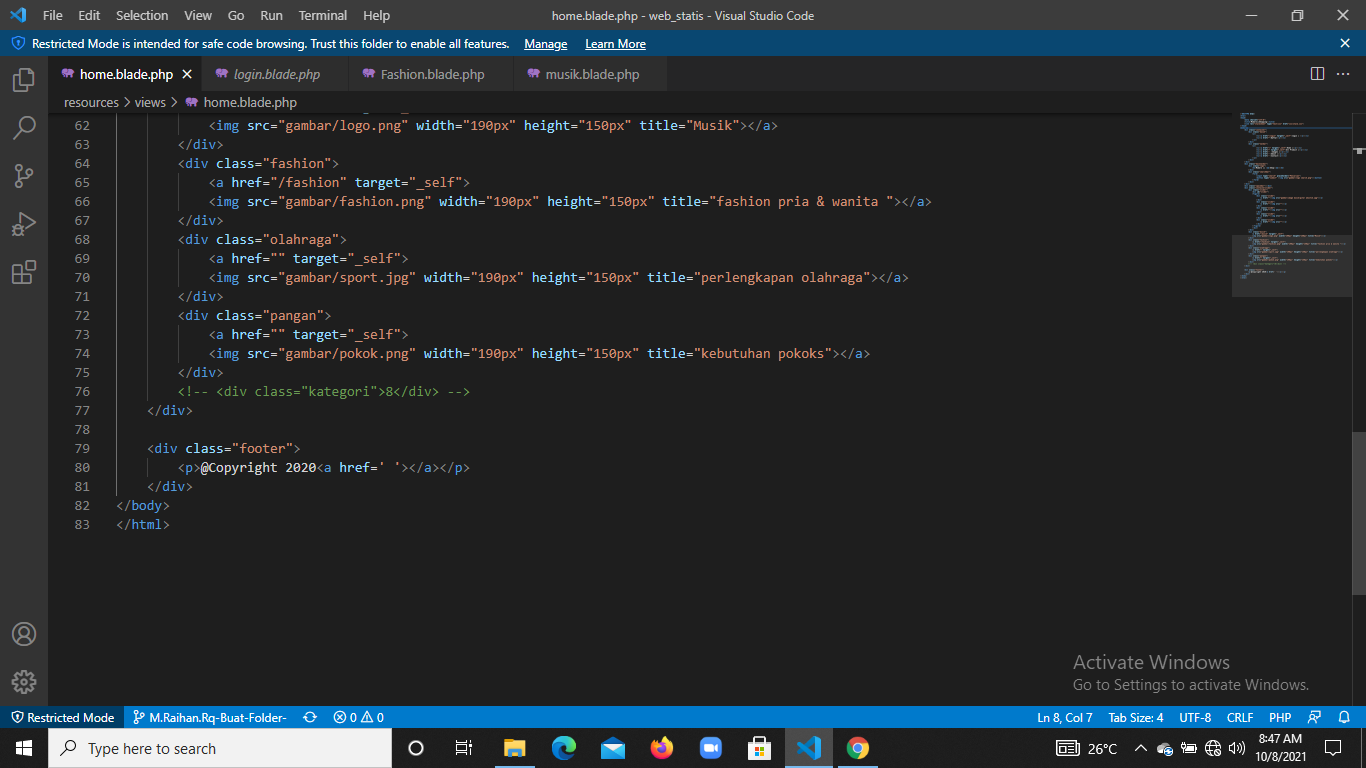 File Edit Selection View Go Run Terminal Help home.blade.php - web_statis - Visual Studio Code
Restricted Mode is intended for safe code browsing. Trust this folder to enable all features. Manage Learn More
home.blade.php login.blade.php Fashion.blade.php musik.blade.php
resources > views > home.blade.php
62 <img src="gambar/logo.png" width="190px" height="150px" title="Musik"></a>
63 </div>
64 <div class="fashion">
65 <a href="/fashion" target="_self">
66 <img src="gambar/fashion.png" width="190px" height="150px" title="fashion pria & wanita "></a>
67 </div>
68 <div class="olahraga">
69 <a href="" target="_self">
70 <img src="gambar/sport.jpg" width="190px" height="150px" title="perlengkapan olahraga"></a>
71 </div>
72 <div class="pangan">
73 <a href="" target="_self">
74 <img src="gambar/pokok.png" width="190px" height="150px" title="kebutuhan pokoks"></a>
75 </div>
76 <!-- <div class="kategori">8</div> -->
77 </div>
78
79 <div class="footer">
80 <p>@Copyright 2020<a href=' '></a></p>
81 </div>
82 </body>
83 </html>
Activate Windows
Go to Settings to activate Windows.
Restricted Mode M.Raihan.Rq-Buat-Folder- 0 0 Ln 8, Col 7 Tab Size: 4 UTF-8 CRLF PHP
Type here to search 26°C 8:47 AM
10/8/2021